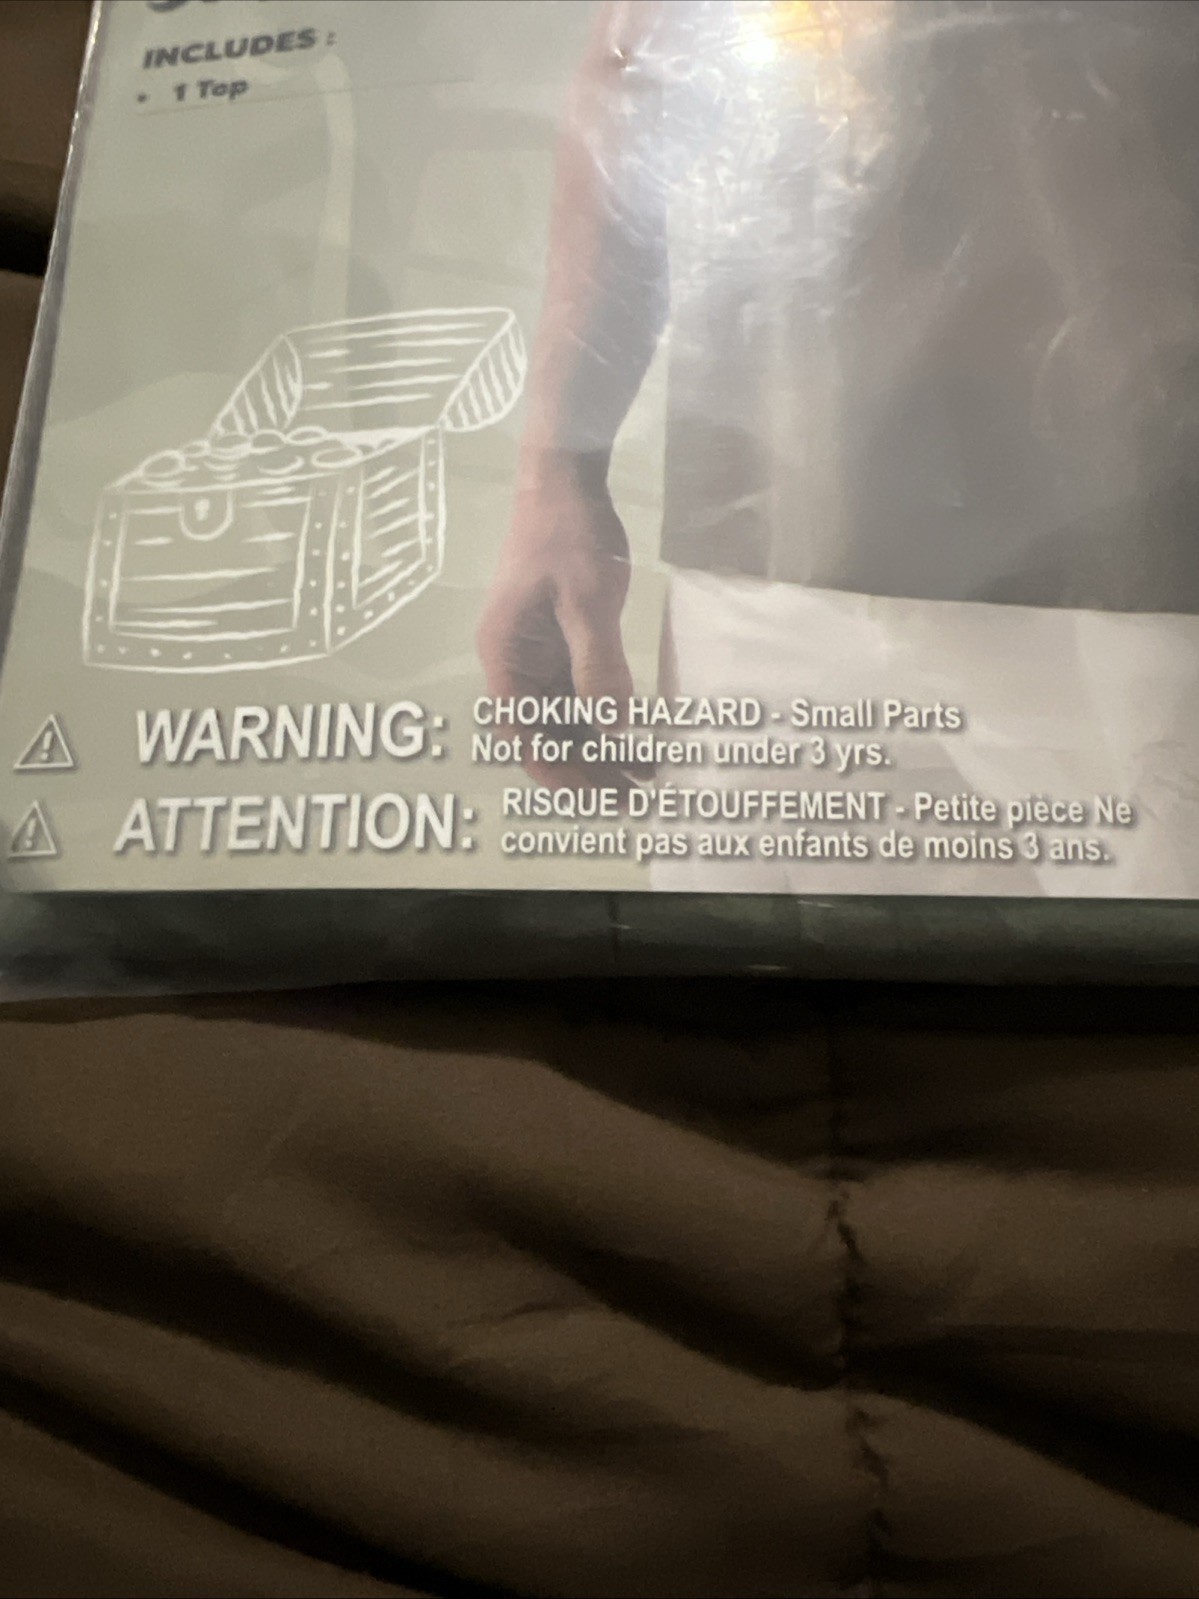 INCLUDES :
• 1 Top
WARNING: CHOKING HAZARD - Small Parts
Not for children under 3 yrs.
ATTENTION: RISQUE D'ÉTOUFFEMENT - Petite pièce Ne
convient pas aux enfants de moins 3 ans.